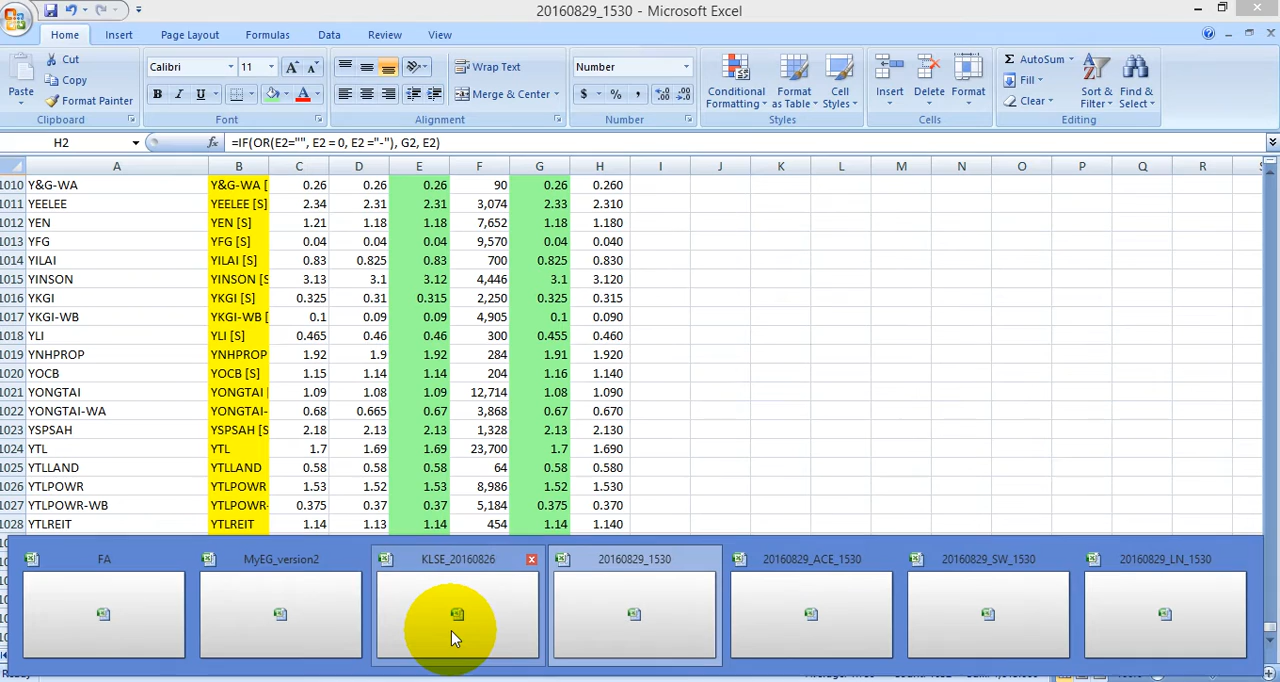 20160829_1530 - Microsoft Excel
Home Insert Page Layout Formulas Data Review View
Paste
Cut
Copy
Format Painter
Clipboard
Calibri 11
B I U
Font
Wrap Text
Merge & Center
Alignment
Number
$ % ,
Number
Conditional Formatting
Format as Table
Cell Styles
Styles
Insert Delete Format
Cells
AutoSum
Fill
Clear
Sort & Filter
Find & Select
Editing
H2 fx =IF(OR(E2="", E2 = 0, E2 ="-"), G2, E2)
A B C D E F G H I J K L M N O P Q R
1010 Y&G-WA Y&G-WA [ 0.26 0.26 0.26 90 0.26 0.260
1011 YEELEE YEELEE [S] 2.34 2.31 2.31 3,074 2.33 2.310
1012 YEN YEN [S] 1.21 1.18 1.18 7,652 1.18 1.180
1013 YFG YFG [S] 0.04 0.04 0.04 9,570 0.04 0.040
1014 YILAI YILAI [S] 0.83 0.825 0.83 700 0.825 0.830
1015 YINSON YINSON [S 3.13 3.1 3.12 4,446 3.1 3.120
1016 YKGI YKGI [S] 0.325 0.31 0.315 2,250 0.325 0.315
1017 YKGI-WB YKGI-WB [ 0.1 0.09 0.09 4,905 0.1 0.090
1018 YLI YLI [S] 0.465 0.46 0.46 300 0.455 0.460
1019 YNHPROP YNHPROP 1.92 1.9 1.92 284 1.91 1.920
1020 YOCB YOCB [S] 1.15 1.14 1.14 204 1.16 1.140
1021 YONGTAI YONGTAI 1.09 1.08 1.09 12,714 1.08 1.090
1022 YONGTAI-WA YONGTAI- 0.68 0.665 0.67 3,868 0.68 0.670
1023 YSPSAH YSPSAH [S 2.18 2.13 2.13 1,328 2.13 2.130
1024 YTL YTL 1.7 1.69 1.69 23,700 1.7 1.690
1025 YTLLAND YTLLAND 0.58 0.58 0.58 64 0.58 0.580
1026 YTLPOWR YTLPOWR 1.53 1.52 1.53 8,986 1.52 1.530
1027 YTLPOWR-WB YTLPOWR- 0.375 0.37 0.37 5,184 0.375 0.370
1028 YTLREIT YTLREIT 1.14 1.13 1.14 454 1.14 1.140
FA MyEG_version2 KLSE_20160826 20160829_1530 20160829_ACE_1530 20160829_SW_1530 20160829_LN_1530